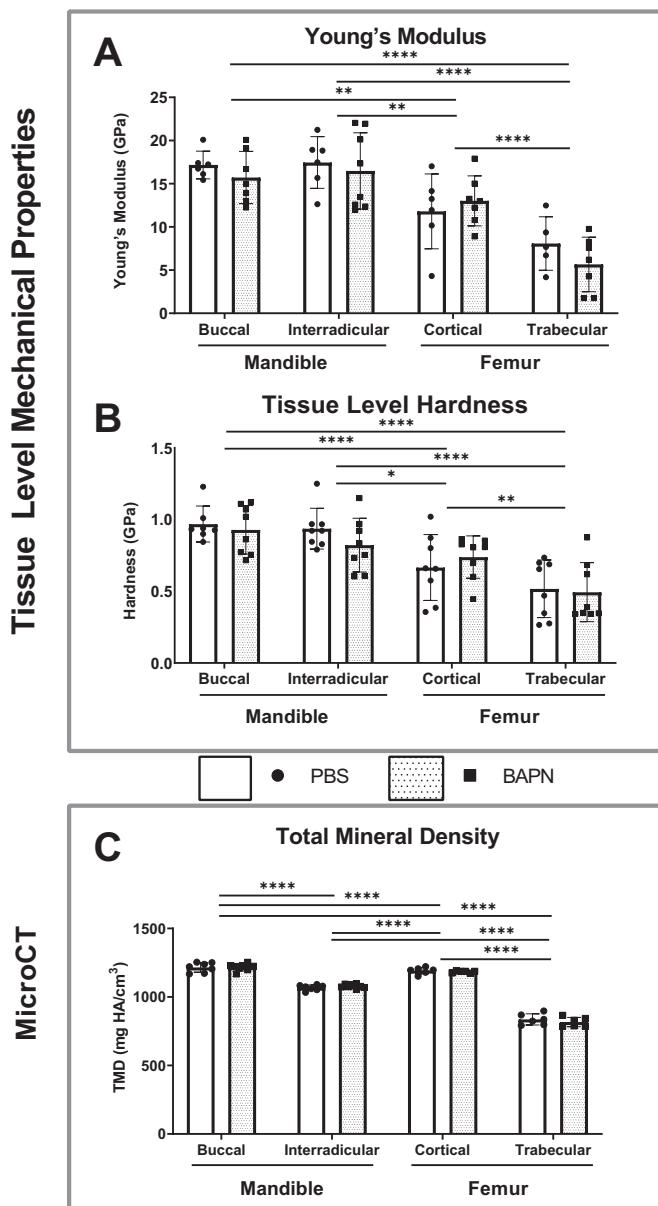 Tissue Level Mechanical Properties
A
Young's Modulus
****
****
**
**
****
Young's Modulus (GPa)
25
20
15
10
5
0
Buccal Interradicular Cortical Trabecular
Mandible Femur
B
Tissue Level Hardness
****
****
****
*
**
Hardness (GPa)
1.5
1.0
0.5
0.0
Buccal Interradicular Cortical Trabecular
Mandible Femur
PBS BAPN
MicroCT
C
Total Mineral Density
****
****
****
****
****
****
TMD (mg HA/cm³)
1500
1000
500
0
Buccal Interradicular Cortical Trabecular
Mandible Femur